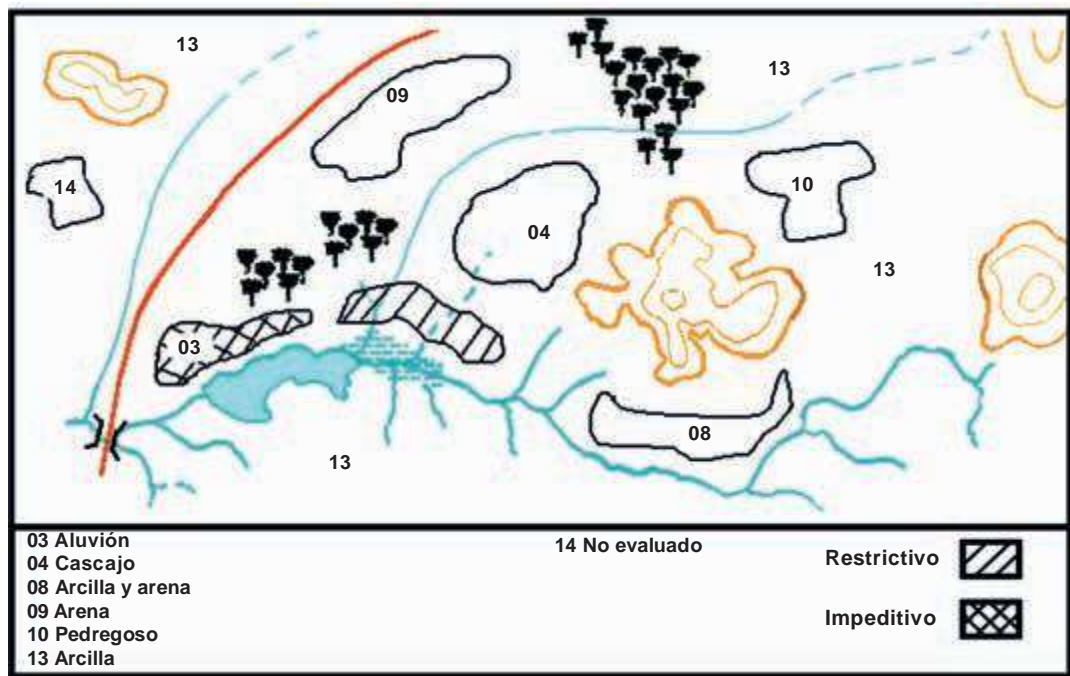 13
09
13
14
10
04
13
03
08
13
03 Aluvión
04 Cascajo
08 Arcilla y arena
09 Arena
10 Pedregoso
13 Arcilla
14 No evaluado
Restrictivo
Impeditivo